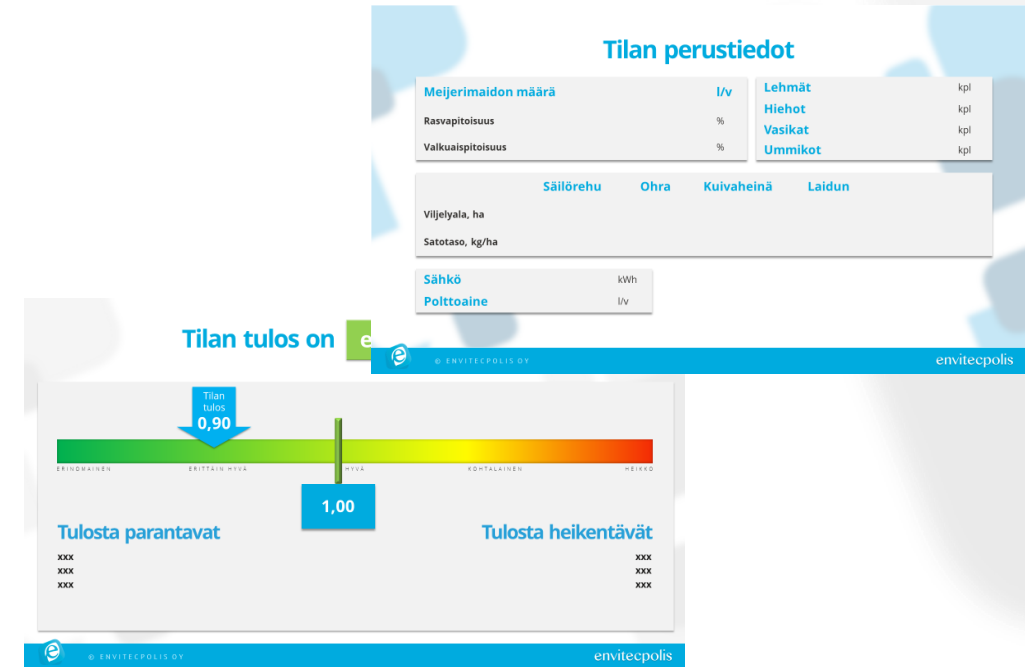 Tilan perustiedot
Meijerimaidon määrä l/v
Rasvapitoisuus %
Valkuaispitoisuus %
Lehmät kpl
Hiehot kpl
Vasikat kpl
Ummikot kpl
Säilörehu Ohra Kuivaheinä Laidun
Viljelyala, ha
Satotaso, kg/ha
Sähkö kWh
Polttoaine l/v
e © ENVITECPOLIS OY envitecpolis
Tilan tulos on e
Tilan
tulos
0,90
ERINOMAINEN ERITTÄIN HYVÄ HYVÄ KOHTALAINEN HEIKKO
1,00
Tulosta parantavat
xxx
xxx
xxx
Tulosta heikentävät
xxx
xxx
xxx
e © ENVITECPOLIS OY envitecpolis